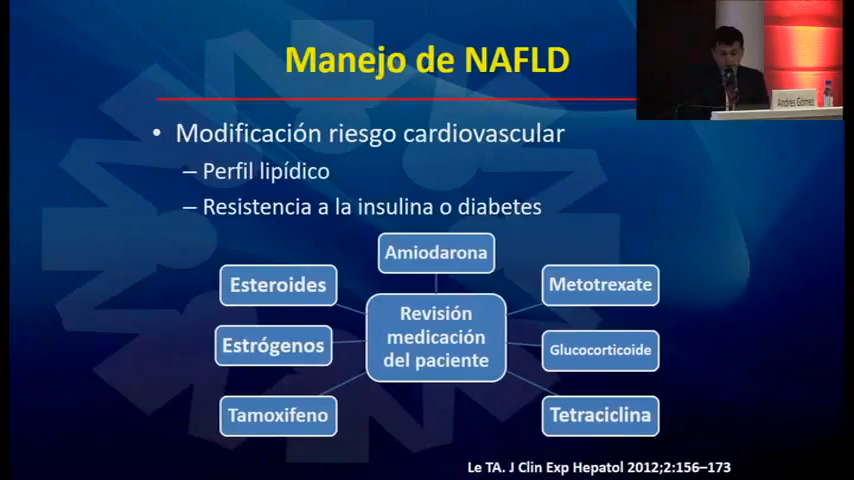 Manejo de NAFLD
Andres Gómez
• Modificación riesgo cardiovascular
– Perfil lipídico
– Resistencia a la insulina o diabetes
Amiodarona
Esteroides
Metotrexate
Revisión
medicación
del paciente
Estrógenos
Glucocorticoide
Tamoxifeno
Tetraciclina
Le TA. J Clin Exp Hepatol 2012;2:156–173